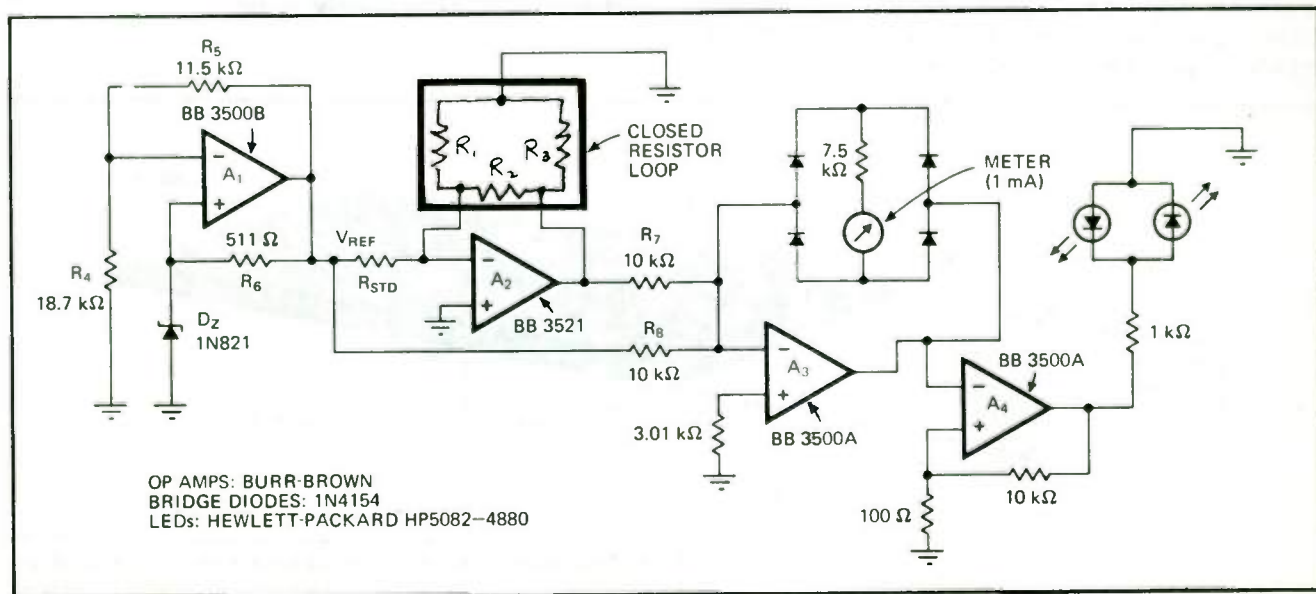 R5
11.5 kΩ
BB 3500B
A1
R4
18.7 kΩ
DZ
1N821
511 Ω
R6
VREF
RSTD
R1
R2
R3
CLOSED
RESISTOR
LOOP
A2
BB 3521
R7
10 kΩ
R8
10 kΩ
7.5
kΩ
METER
(1 mA)
A3
BB 3500A
3.01 kΩ
BB 3500A
A4
10 kΩ
100 Ω
1 kΩ
OP AMPS: BURR-BROWN
BRIDGE DIODES: 1N4154
LEDs: HEWLETT-PACKARD HP5082–4880